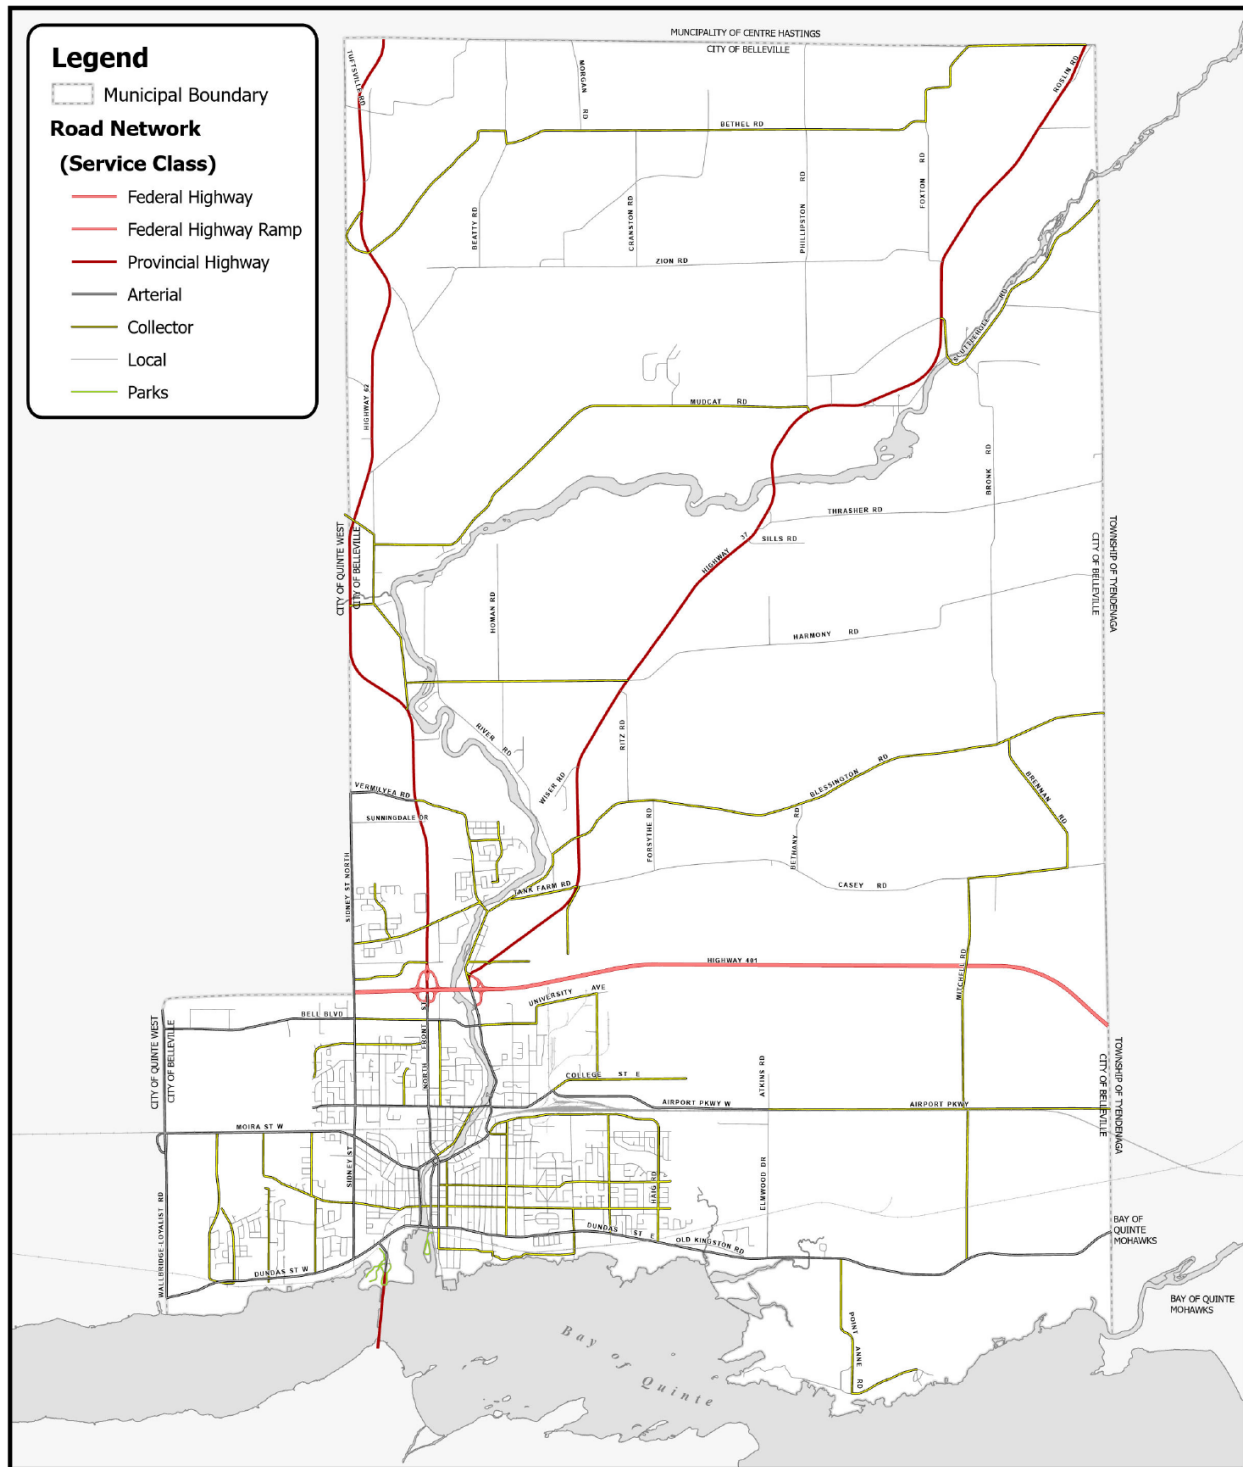 Legend
Municipal Boundary
Road Network
(Service Class)
Federal Highway
Federal Highway Ramp
Provincial Highway
Arterial
Collector
Local
Parks
MUNCIPALITY OF CENTRE HASTINGS
CITY OF BELLEVILLE
TUFTSVILLE RD
MORGAN RD
ROSLIN RD
BETHEL RD
BEATTY RD
CRANSTON RD
PHILLIPSTON RD
FOXTON RD
ZION RD
SCUTTLEHOLE RD
HIGHWAY 62
MUDCAT RD
BRONK RD
THRASHER RD
HIGHWAY 37
SILLS RD
CITY OF QUINTE WEST
CITY OF BELLEVILLE
TOWNSHIP OF TYENDENAGA
CITY OF BELLEVILLE
HOMAN RD
HARMONY RD
RIVER RD
RITZ RD
WISER RD
BLESSINGTON RD
BRENNAN RD
VERMILYEA RD
SUNNINGDALE DR
FORSYTHE RD
BETHANY RD
SIDNEY ST NORTH
TANK FARM RD
CASEY RD
HIGHWAY 401
MITCHELL RD
UNIVERSITY AVE
BELL BLVD
NORTH FRONT ST
CITY OF QUINTE WEST
CITY OF BELLEVILLE
TOWNSHIP OF TYENDENAGA
CITY OF BELLEVILLE
COLLEGE ST E
ATKINS RD
AIRPORT PKWY W
AIRPORT PKWY
MOIRA ST W
SIDNEY ST
HAIG RD
ELMWOOD DR
WALLBRIDGE-LOYALIST RD
DUNDAS ST E
OLD KINGSTON RD
DUNDAS ST W
BAY OF
QUINTE
MOHAWKS
BAY OF QUINTE
MOHAWKS
POINT ANNE RD
Bay of Quinte